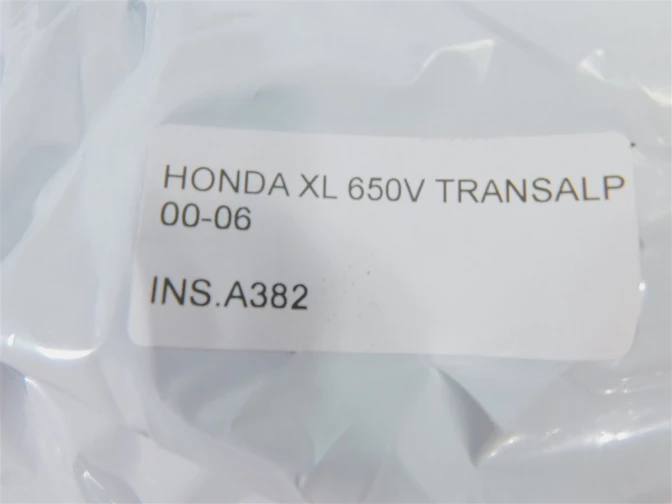 HONDA XL 650V TRANSALP
00-06
INS.A382